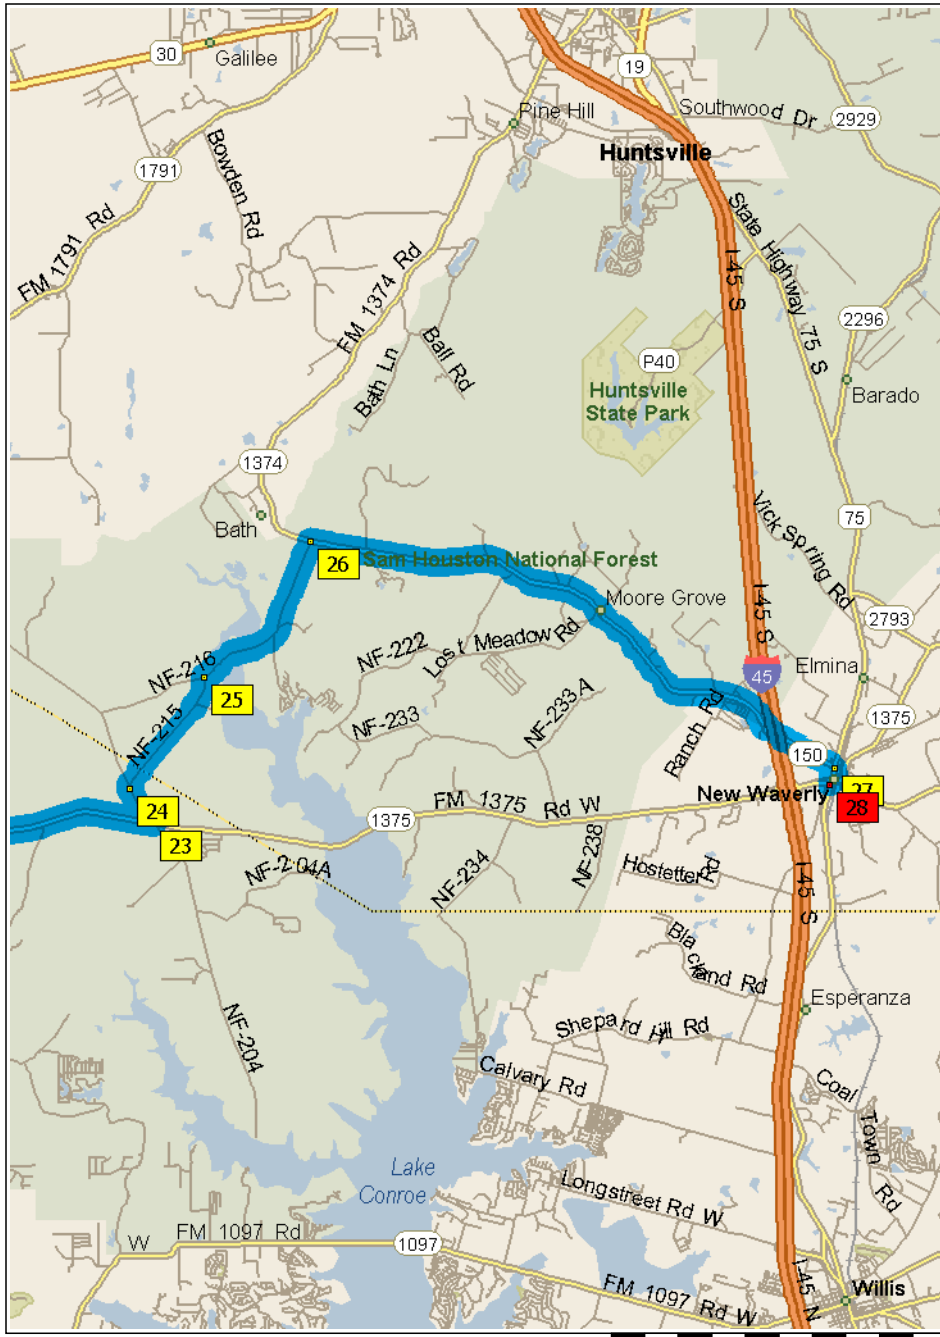 30
Galilee
19
Pine Hill
Southwood Dr
2929
Huntsville
1791
Bowden Rd
FM 1791 Rd
State Highway 75 S
I-45 S
FM 1374 Rd
2296
P40
Ball Rd
Bath Ln
Huntsville
State Park
Barado
1374
Bath
75
Vick Spring Rd
26
Sam Houston National Forest
Moore Grove
I-45 S
2793
NF-222
Lost Meadow Rd
NF-216
45
Elmina
25
NF-233A
NF-233
1375
NF-215
Ranch Rd
150
New Waverly
27
28
24
FM 1375 Rd W
1375
23
NF-204A
NF-234
NF-238
Hostetter Rd
I-45 S
Blackland Rd
Esperanza
NF-204
Shepard Hill Rd
Calvary Rd
Coal Town Rd
Lake
Conroe
Longstreet Rd W
W FM 1097 Rd
1097
FM 1097 Rd W
I-45 N
Willis